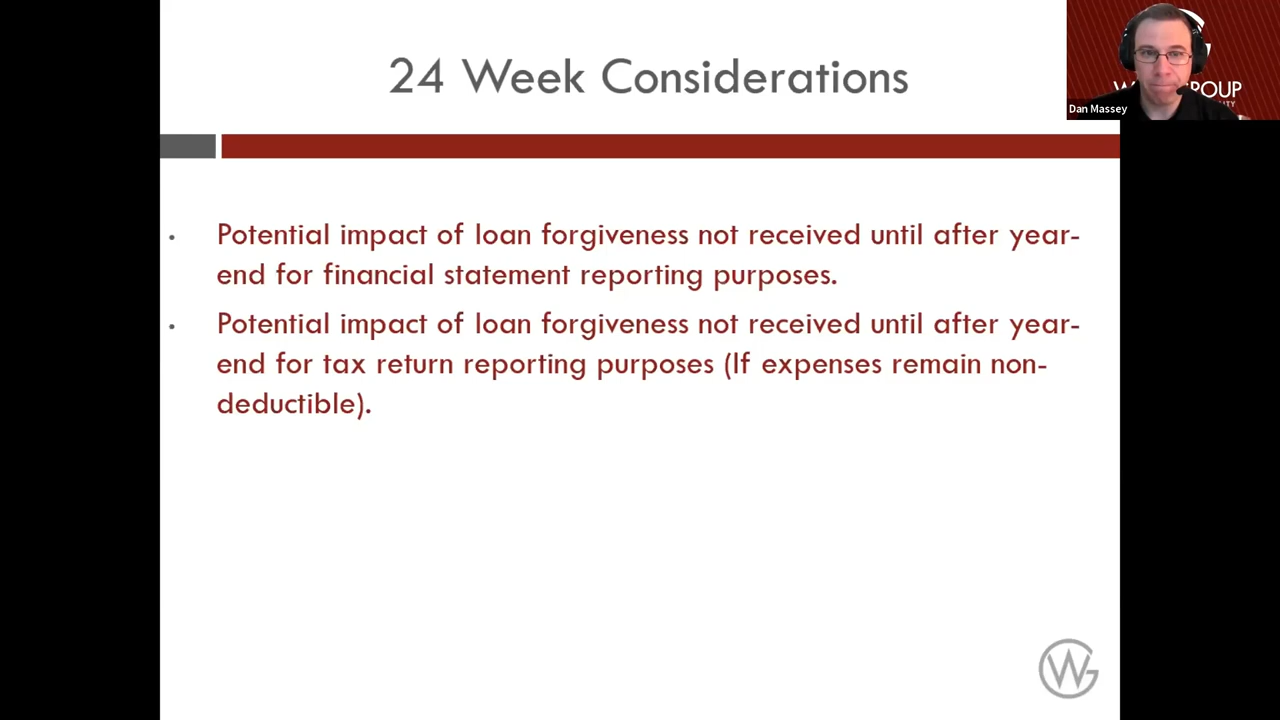 24 Week Considerations
Dan Massey
• Potential impact of loan forgiveness not received until after year-
end for financial statement reporting purposes.
• Potential impact of loan forgiveness not received until after year-
end for tax return reporting purposes (If expenses remain non-
deductible).
WG